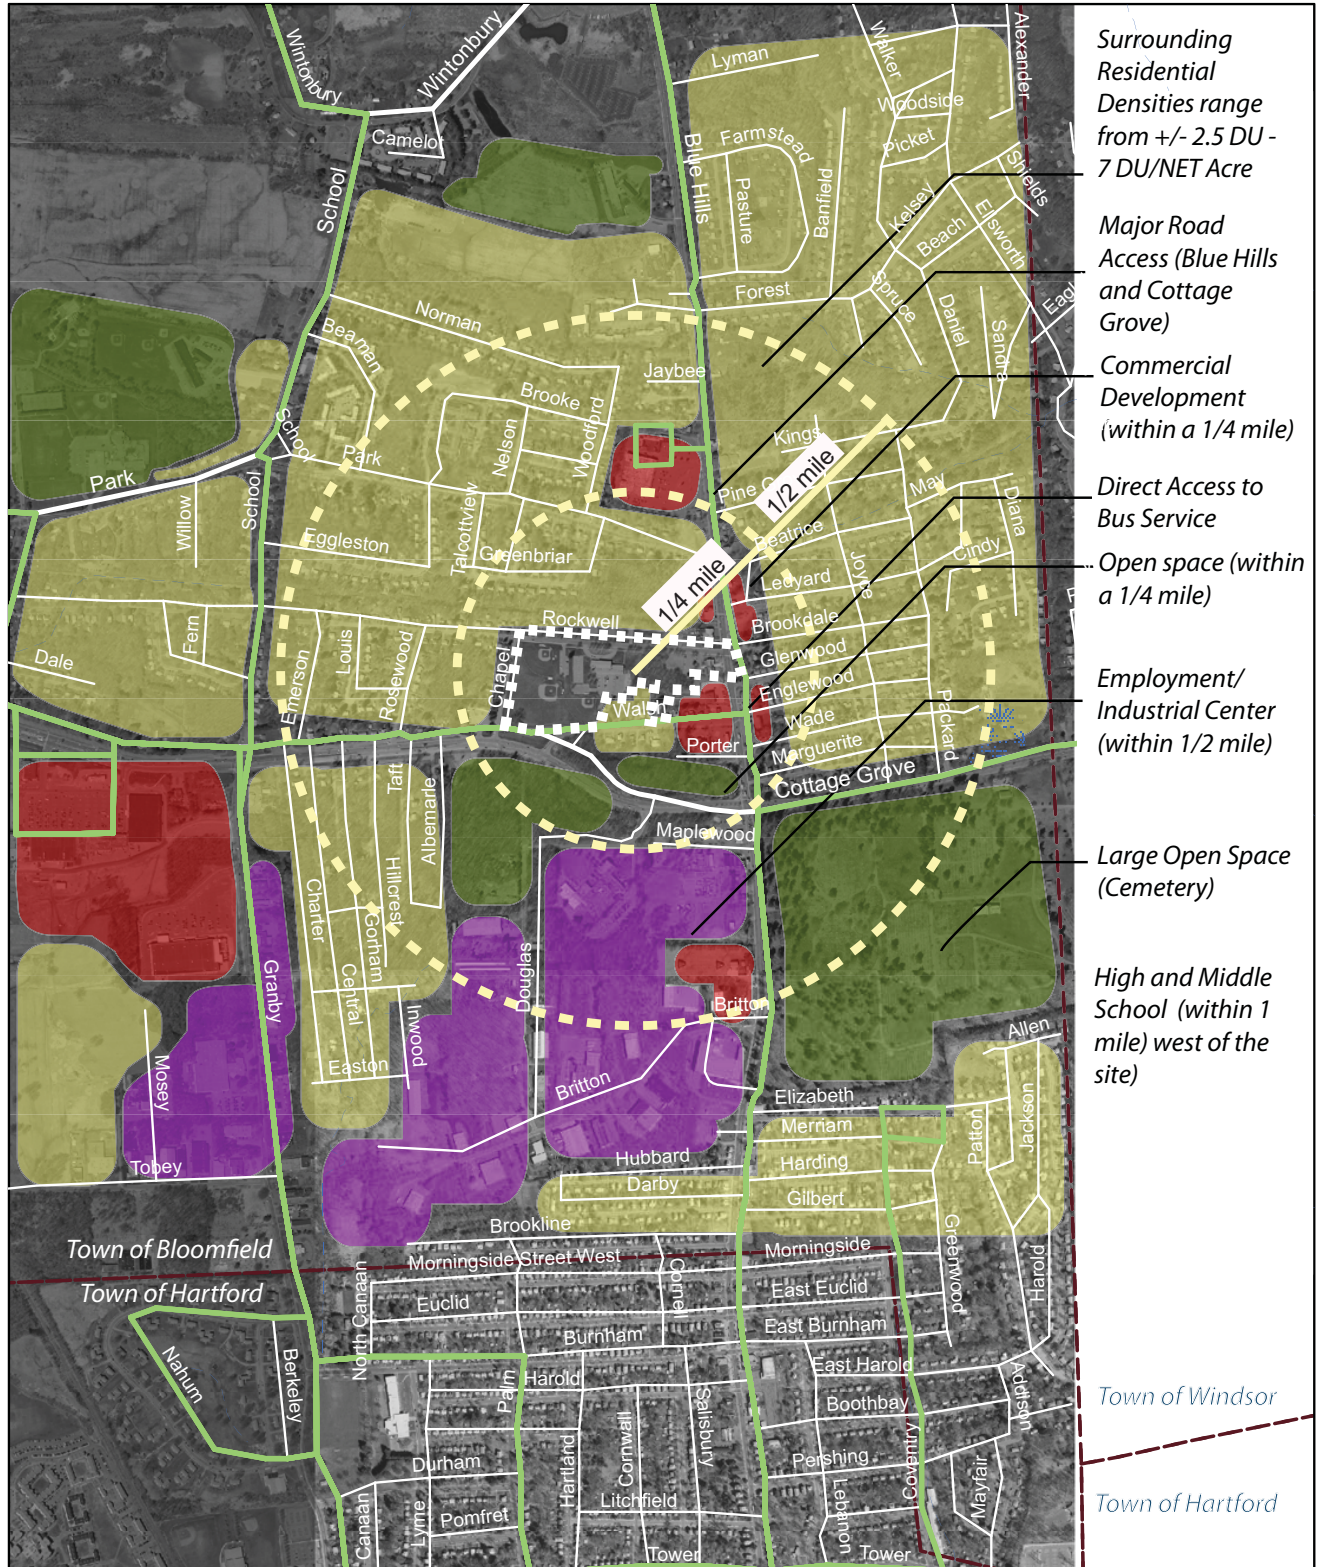 Surrounding
Residential
Densities range
from +/- 2.5 DU -
7 DU/NET Acre
Major Road
Access (Blue Hills
and Cottage
Grove)
Commercial
Development
(within a 1/4 mile)
Direct Access to
Bus Service
Open space (within
a 1/4 mile)
Employment/
Industrial Center
(within 1/2 mile)
Large Open Space
(Cemetery)
High and Middle
School (within 1
mile) west of the
site)
Town of Windsor
Town of Hartford
Wintonbury
Wintonbury
Camelot
School
Lyman
Walker
Alexander
Woodside
Picket
Farmstead
Blue Hills
Pasture
Banfield
Kelsey
Shields
Beach
Elsworth
Forest
Spruce
Daniel
Sandra
Norman
Beaman
Jaybee
Brooke
Nelson
Woodford
Kings
School
Park
Park
1/2 mile
May
Diana
Willow
School
Talcottview
Eggleston
Greenbriar
Beatrice
Joyce
Cindy
1/4 mile
Ledyard
Rockwell
Brookdale
Fern
Dale
Emerson
Louis
Rosewood
Chapel
Glenwood
Englewood
Walsh
Wade
Packard
Porter
Marguerite
Cottage Grove
Taft
Albemarle
Maplewood
Charter
Hillcrest
Gorham
Central
Granby
Douglas
Inwood
Britton
Easton
Britton
Allen
Mosey
Elizabeth
Merriam
Patton
Jackson
Tobey
Hubbard
Harding
Darby
Gilbert
Brookline
Greenwood
Town of Bloomfield
Morningside Street West
Morningside
Harold
Town of Hartford
North Canaan
Cornel
East Euclid
Euclid
Burnham
East Burnham
Nahum
Berkeley
Palm
Harold
East Harold
Addison
Salisbury
Boothbay
Hartland
Cornwall
Durham
Pershing
Coventry
Mayfair
Canaan
Lyme
Litchfield
Lebanon
Pomfret
Tower
Tower